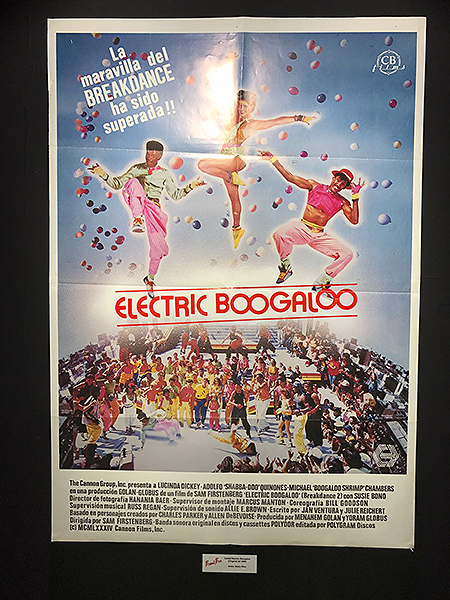 La
maravilla del
BREAKDANCE
ha sido
superada!!
CB
films
ELECTRIC BOOGALOO
The Cannon Group, Inc. presenta a LUCINDA DICKEY-ADOLFO "SHABBA-DOO" QUIÑONES-MICHAEL "BOOGALOO SHRIMP" CHAMBERS
en una producción GOLAN-GLOBUS de un film de SAM FIRSTENBERG "ELECTRIC BOOGALOO" (Breakdance 2) con SUSIE BONO
Director de fotografía HANANIA BAER - Supervisor de montaje MARCUS MANTON - Coreografía BILL GOODSON
Supervisión musical RUSS REGAN - Supervisión de sonido ALLIE E. BROWN - Escrito por JAN VENTURA y JULIE REICHERT
Basado en personajes creados por CHARLES PARKER y ALLEN DeBEVOISE - Producida por MENAHEM GOLAN y YORAM GLOBUS
Dirigida por SAM FIRSTENBERG - Banda sonora original en discos y cassettes POLYDOR editada por POLYGRAM Discos
(c) MCMLXXXIV Cannon Films, Inc.